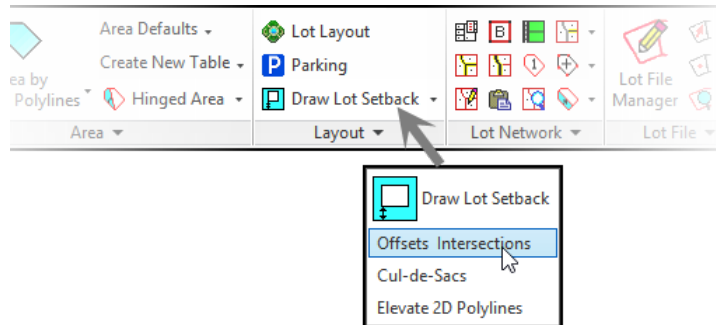 Area Defaults
Create New Table
ea by
Polylines
Hinged Area
Area
Lot Layout
P Parking
Draw Lot Setback
Layout
B
1
Lot Network
Lot File
Manager
Lot File
Draw Lot Setback
Offsets Intersections
Cul-de-Sacs
Elevate 2D Polylines